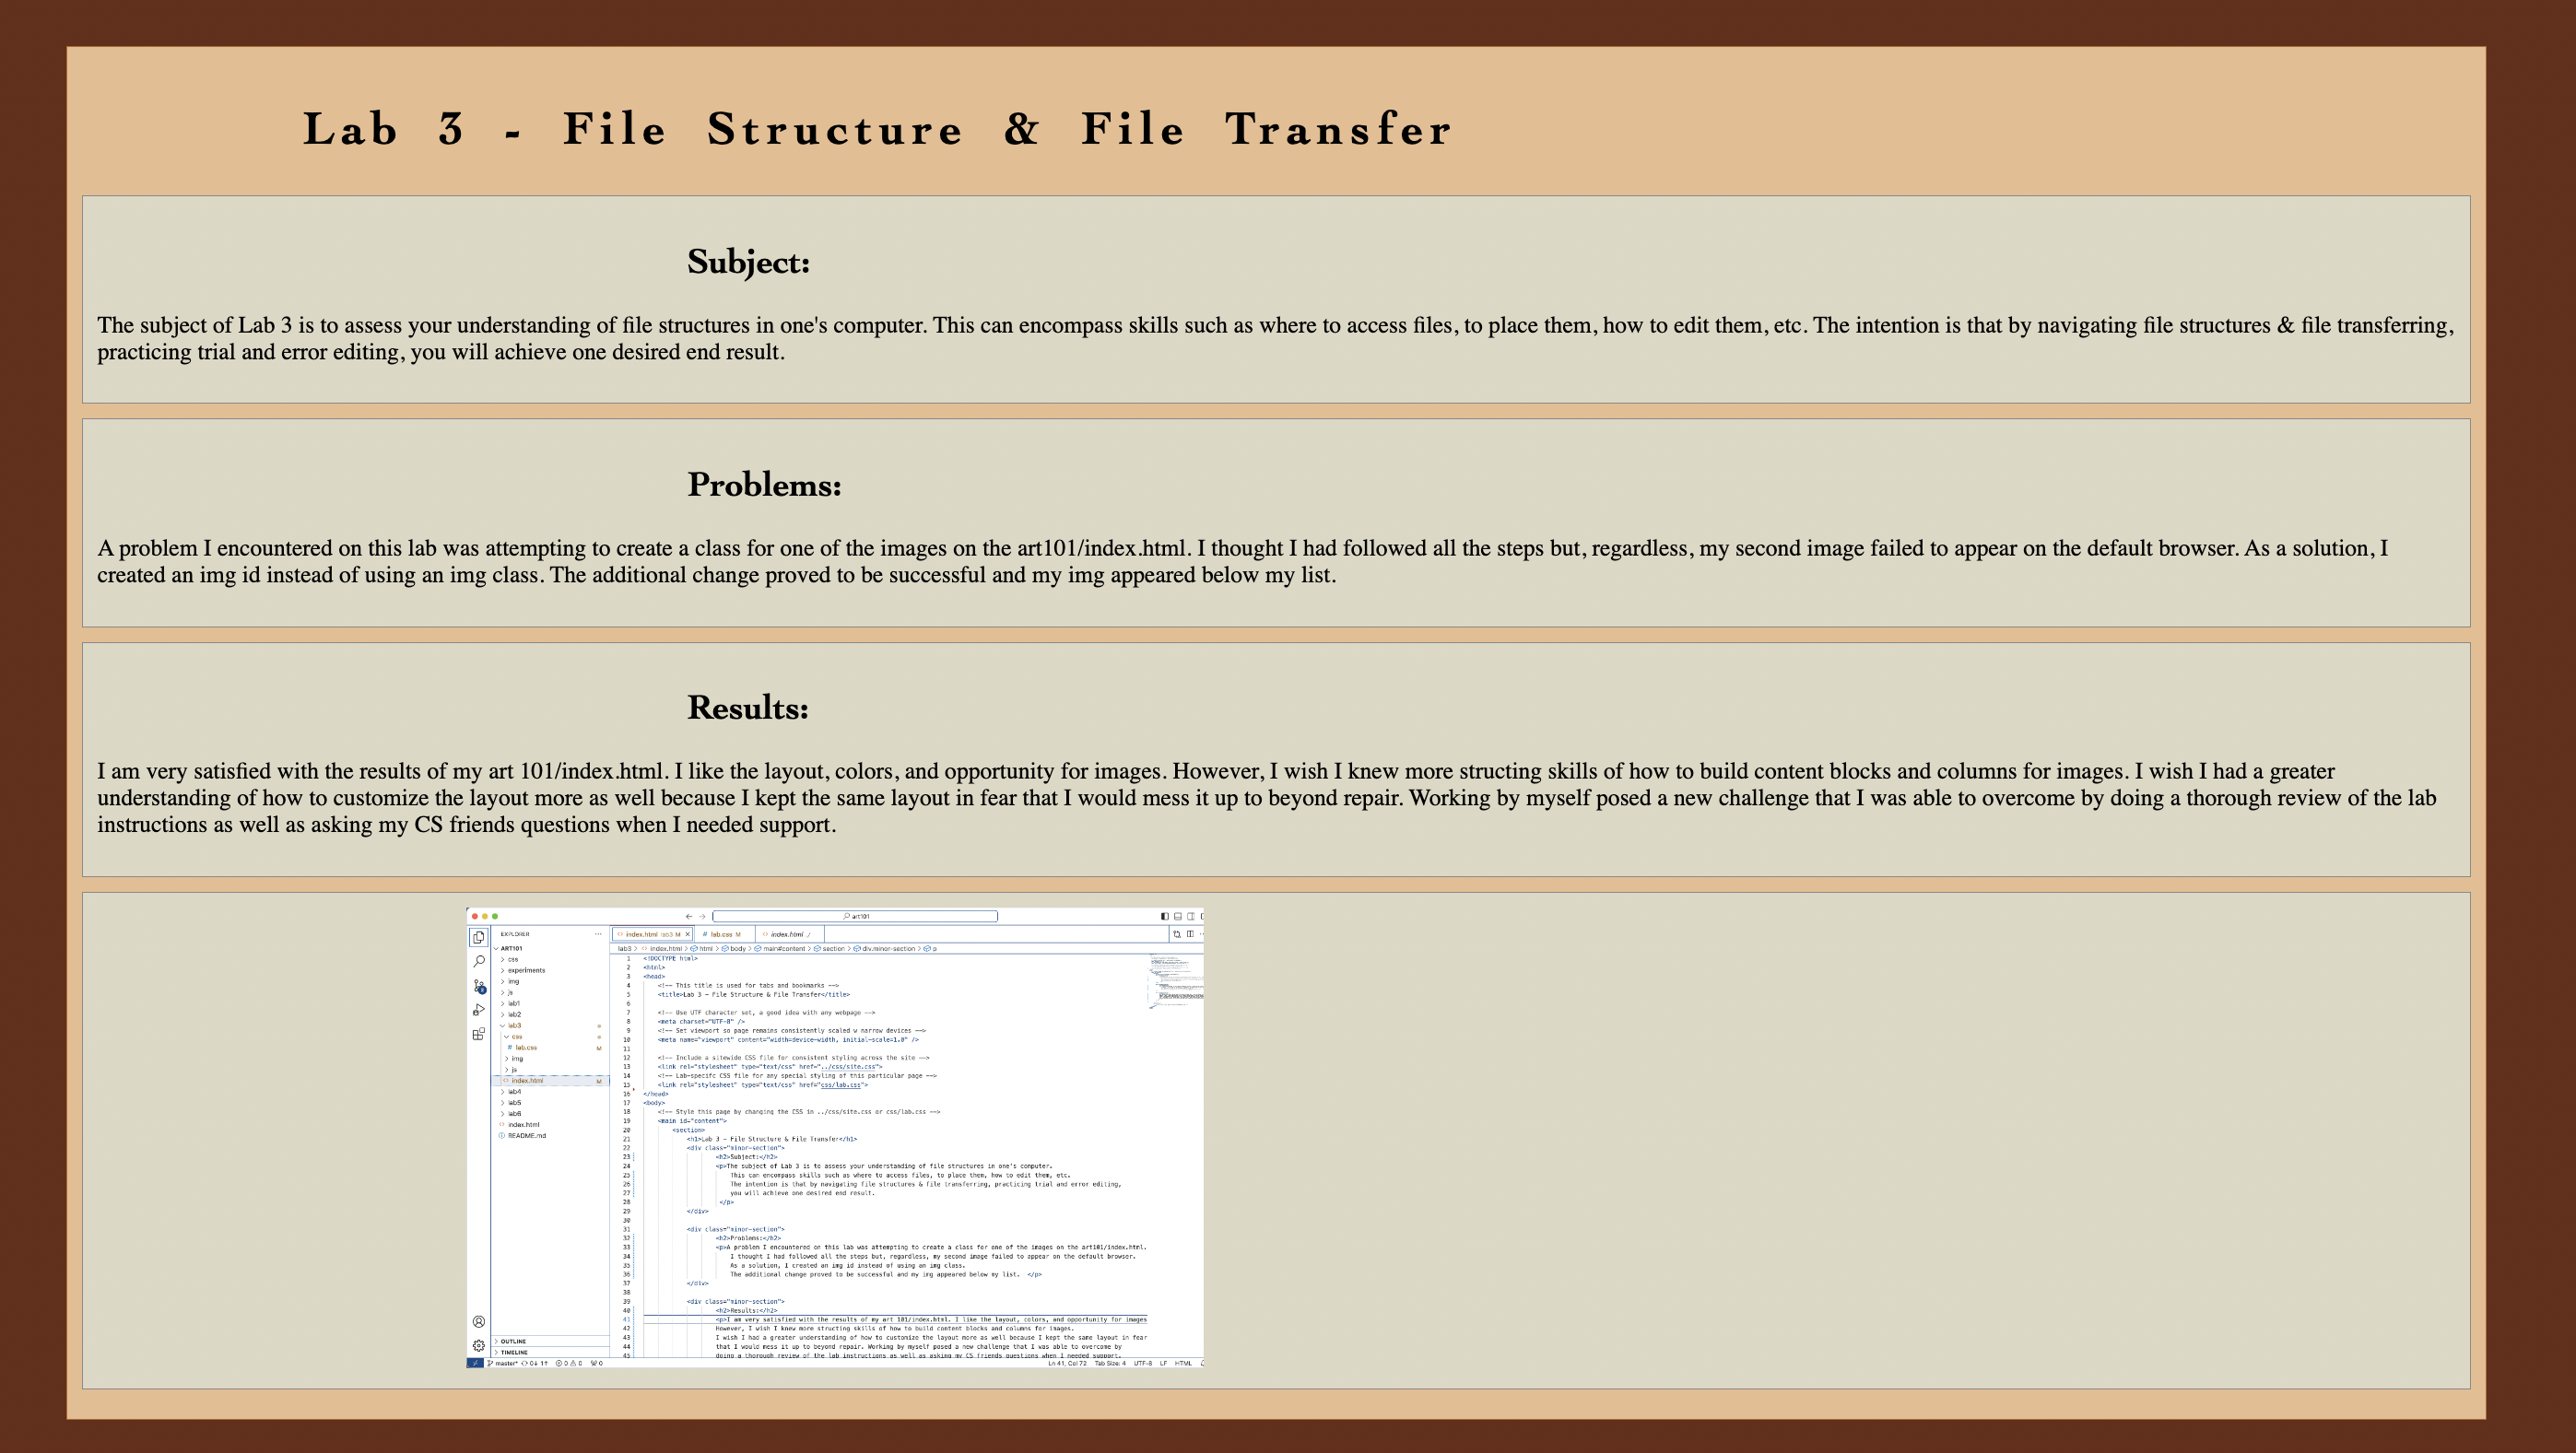 Lab 3 - File Structure & File Transfer
Subject:
The subject of Lab 3 is to assess your understanding of file structures in one's computer. This can encompass skills such as where to access files, to place them, how to edit them, etc. The intention is that by navigating file structures & file transferring,
practicing trial and error editing, you will achieve one desired end result.
Problems:
A problem I encountered on this lab was attempting to create a class for one of the images on the art101/index.html. I thought I had followed all the steps but, regardless, my second image failed to appear on the default browser. As a solution, I
created an img id instead of using an img class. The additional change proved to be successful and my img appeared below my list.
Results:
I am very satisfied with the results of my art 101/index.html. I like the layout, colors, and opportunity for images. However, I wish I knew more structing skills of how to build content blocks and columns for images. I wish I had a greater
understanding of how to customize the layout more as well because I kept the same layout in fear that I would mess it up to beyond repair. Working by myself posed a new challenge that I was able to overcome by doing a thorough review of the lab
instructions as well as asking my CS friends questions when I needed support.
art101
EXPLORER
ART101
css
experiments
img
js
lab1
lab2
lab3
css
# lab.css M
img
js
index.html M
lab4
lab5
lab6
index.html
README.md
OUTLINE
TIMELINE
index.html lab3 M
# lab.css M
index.html ./
lab3 > index.html > html > body > main#content > section > div.minor-section > p
1 <!DOCTYPE html>
2 <html>
3 <head>
4 <!-- This title is used for tabs and bookmarks -->
5 <title>Lab 3 - File Structure & File Transfer</title>
6
7 <!-- Use UTF character set, a good idea with any webpage -->
8 <meta charset="UTF-8" />
9 <!-- Set viewport so page remains consistently scaled w narrow devices -->
10 <meta name="viewport" content="width=device-width, initial-scale=1.0" />
11
12 <!-- Include a sitewide CSS file for consistent styling across the site -->
13 <link rel="stylesheet" type="text/css" href="../css/site.css">
14 <!-- Lab-specifc CSS file for any special styling of this particular page -->
15 <link rel="stylesheet" type="text/css" href="css/lab.css">
16 </head>
17 <body>
18 <!-- Style this page by changing the CSS in ../css/site.css or css/lab.css -->
19 <main id="content">
20 <section>
21 <h1>Lab 3 - File Structure & File Transfer</h1>
22 <div class="minor-section">
23 <h2>Subject:</h2>
24 <p>The subject of Lab 3 is to assess your understanding of file structures in one's computer.
25 This can encompass skills such as where to access files, to place them, how to edit them, etc.
26 The intention is that by navigating file structures & file transferring, practicing trial and error editing,
27 you will achieve one desired end result.
28 </p>
29 </div>
30
31 <div class="minor-section">
32 <h2>Problems:</h2>
33 <p>A problem I encountered on this lab was attempting to create a class for one of the images on the art101/index.html.
34 I thought I had followed all the steps but, regardless, my second image failed to appear on the default browser.
35 As a solution, I created an img id instead of using an img class.
36 The additional change proved to be successful and my img appeared below my list. </p>
37 </div>
38
39 <div class="minor-section">
40 <h2>Results:</h2>
41 <p>I am very satisfied with the results of my art 101/index.html. I like the layout, colors, and opportunity for images
42 However, I wish I knew more structing skills of how to build content blocks and columns for images.
43 I wish I had a greater understanding of how to customize the layout more as well because I kept the same layout in fear
44 that I would mess it up to beyond repair. Working by myself posed a new challenge that I was able to overcome by
45 doing a thorough review of the lab instructions as well as asking my CS friends questions when I needed support.
master* 0↓ 1↑ 0 0 0 Ln 41, Col 72 Tab Size: 4 UTF-8 LF HTML